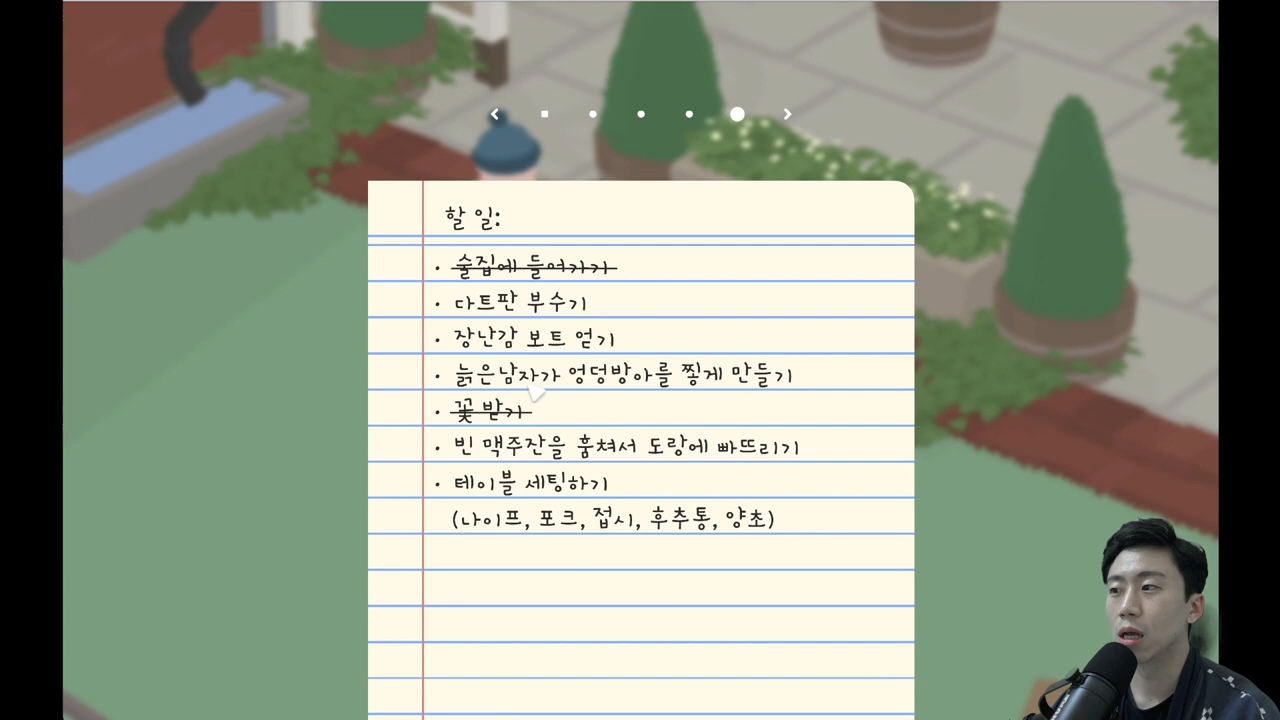 할 일:
· 술집에 들어가기
· 다트판 부수기
· 장난감 보트 얻기
· 늙은남자가 엉덩방아를 찧게 만들기
· 꽃 받기
· 빈 맥주잔을 훔쳐서 도랑에 빠뜨리기
· 테이블 세팅하기
(나이프, 포크, 접시, 후추통, 양초)